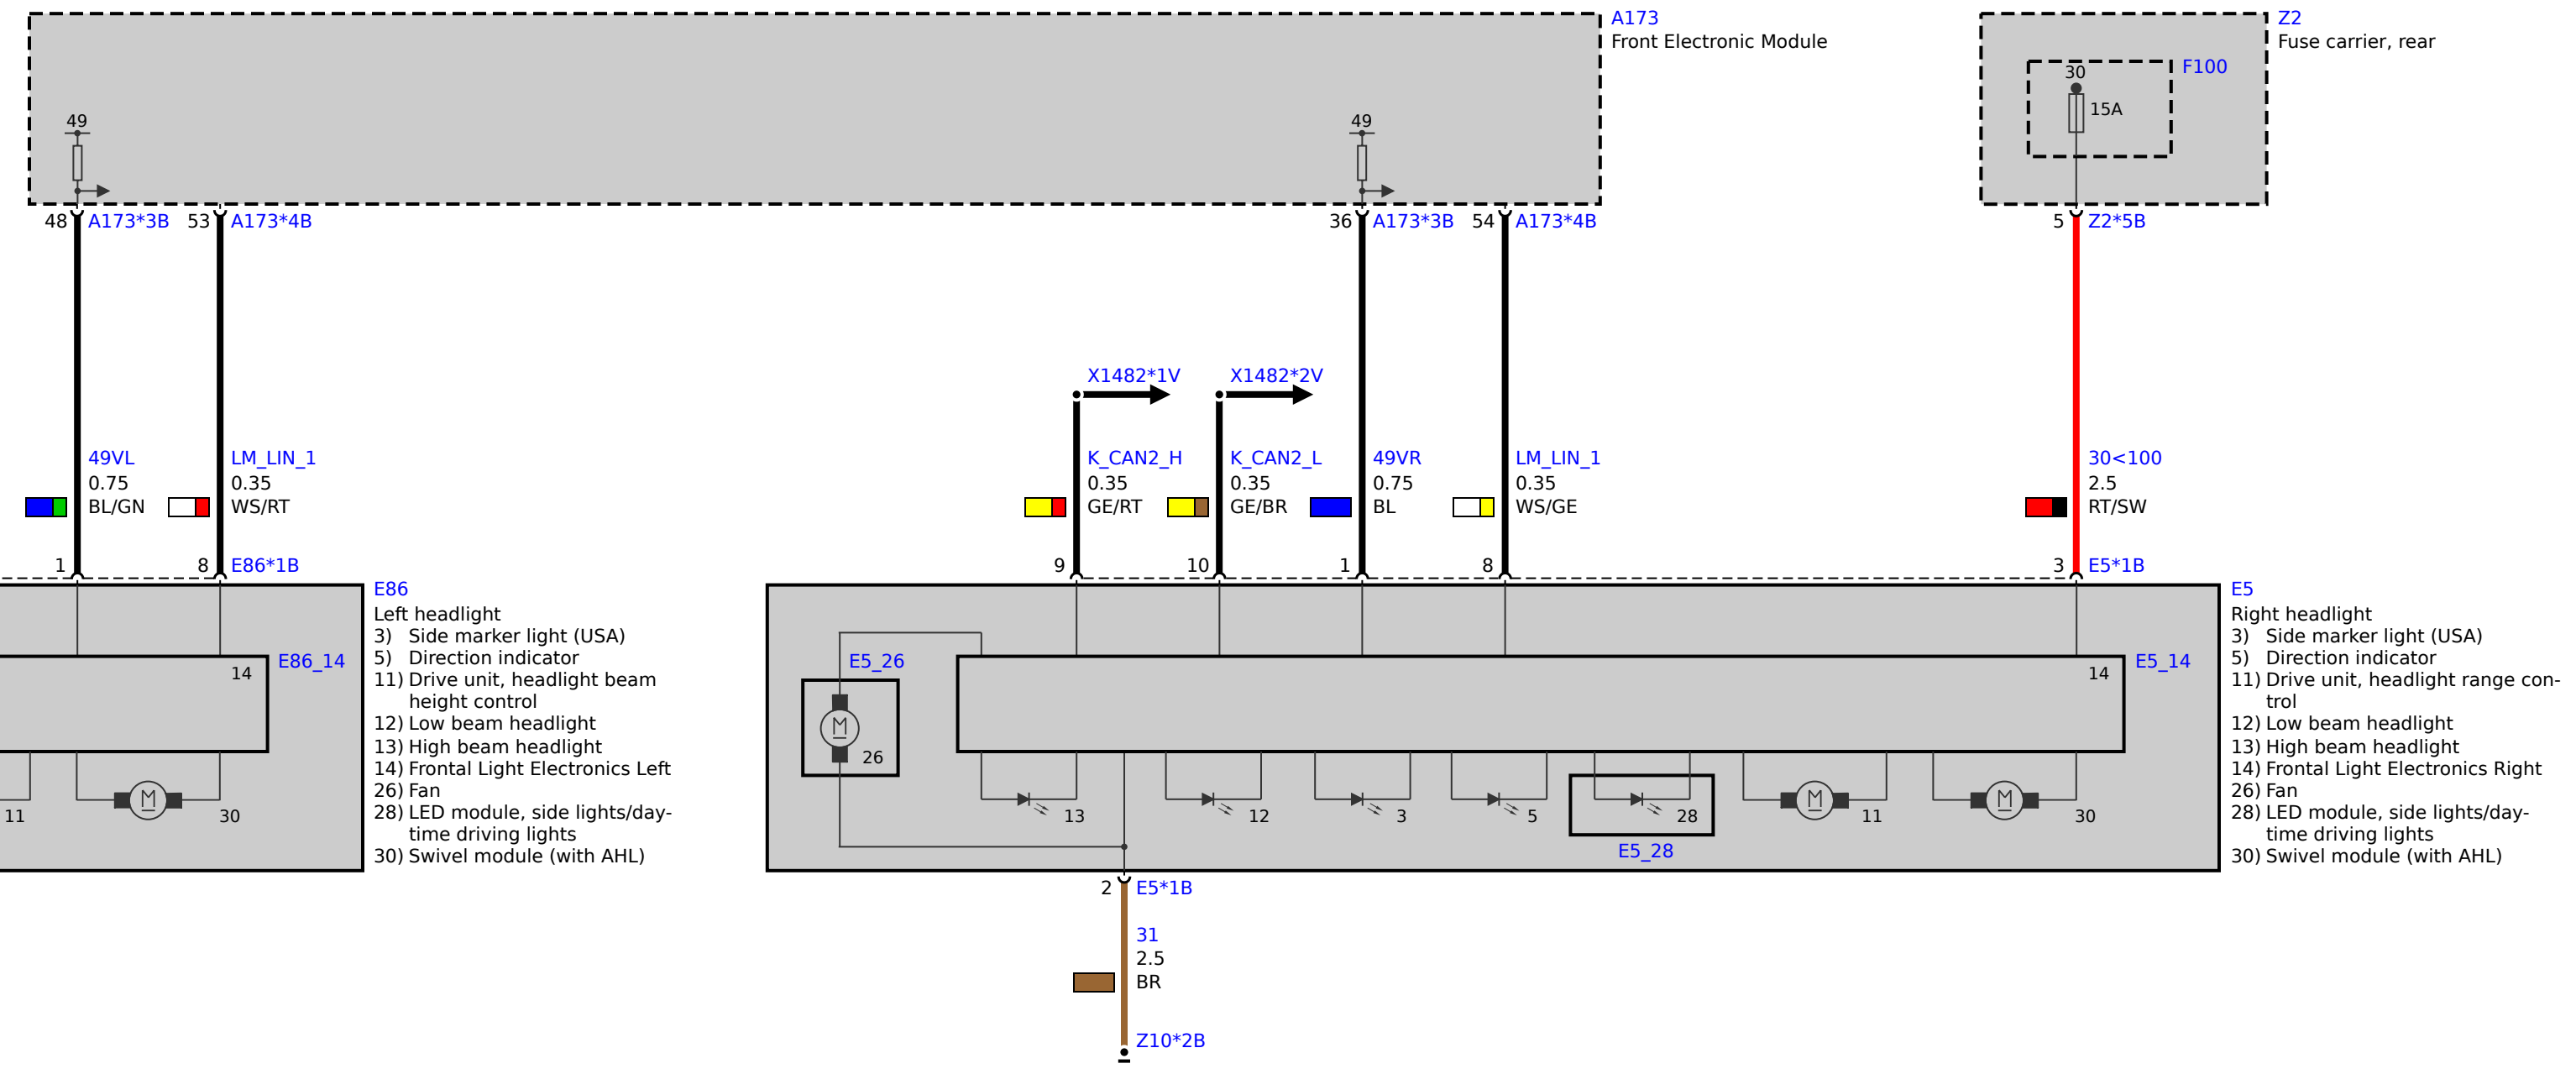 A173
Front Electronic Module
Z2
Fuse carrier, rear
30
F100
15A
49
49
48 A173*3B
53 A173*4B
36 A173*3B
54 A173*4B
5 Z2*5B
X1482*1V
X1482*2V
49VL
0.75
BL/GN
LM_LIN_1
0.35
WS/RT
K_CAN2_H
0.35
GE/RT
K_CAN2_L
0.35
GE/BR
49VR
0.75
BL
LM_LIN_1
0.35
WS/GE
30<100
2.5
RT/SW
1
8 E86*1B
9
10
1
8
3 E5*1B
E86
Left headlight
3) Side marker light (USA)
5) Direction indicator
11) Drive unit, headlight beam
height control
12) Low beam headlight
13) High beam headlight
14) Frontal Light Electronics Left
26) Fan
28) LED module, side lights/day-
time driving lights
30) Swivel module (with AHL)
14
E86_14
11
M
30
E5_26
M
26
14
E5_14
13
12
3
5
28
E5_28
M
11
M
30
E5
Right headlight
3) Side marker light (USA)
5) Direction indicator
11) Drive unit, headlight range con-
trol
12) Low beam headlight
13) High beam headlight
14) Frontal Light Electronics Right
26) Fan
28) LED module, side lights/day-
time driving lights
30) Swivel module (with AHL)
2 E5*1B
31
2.5
BR
Z10*2B